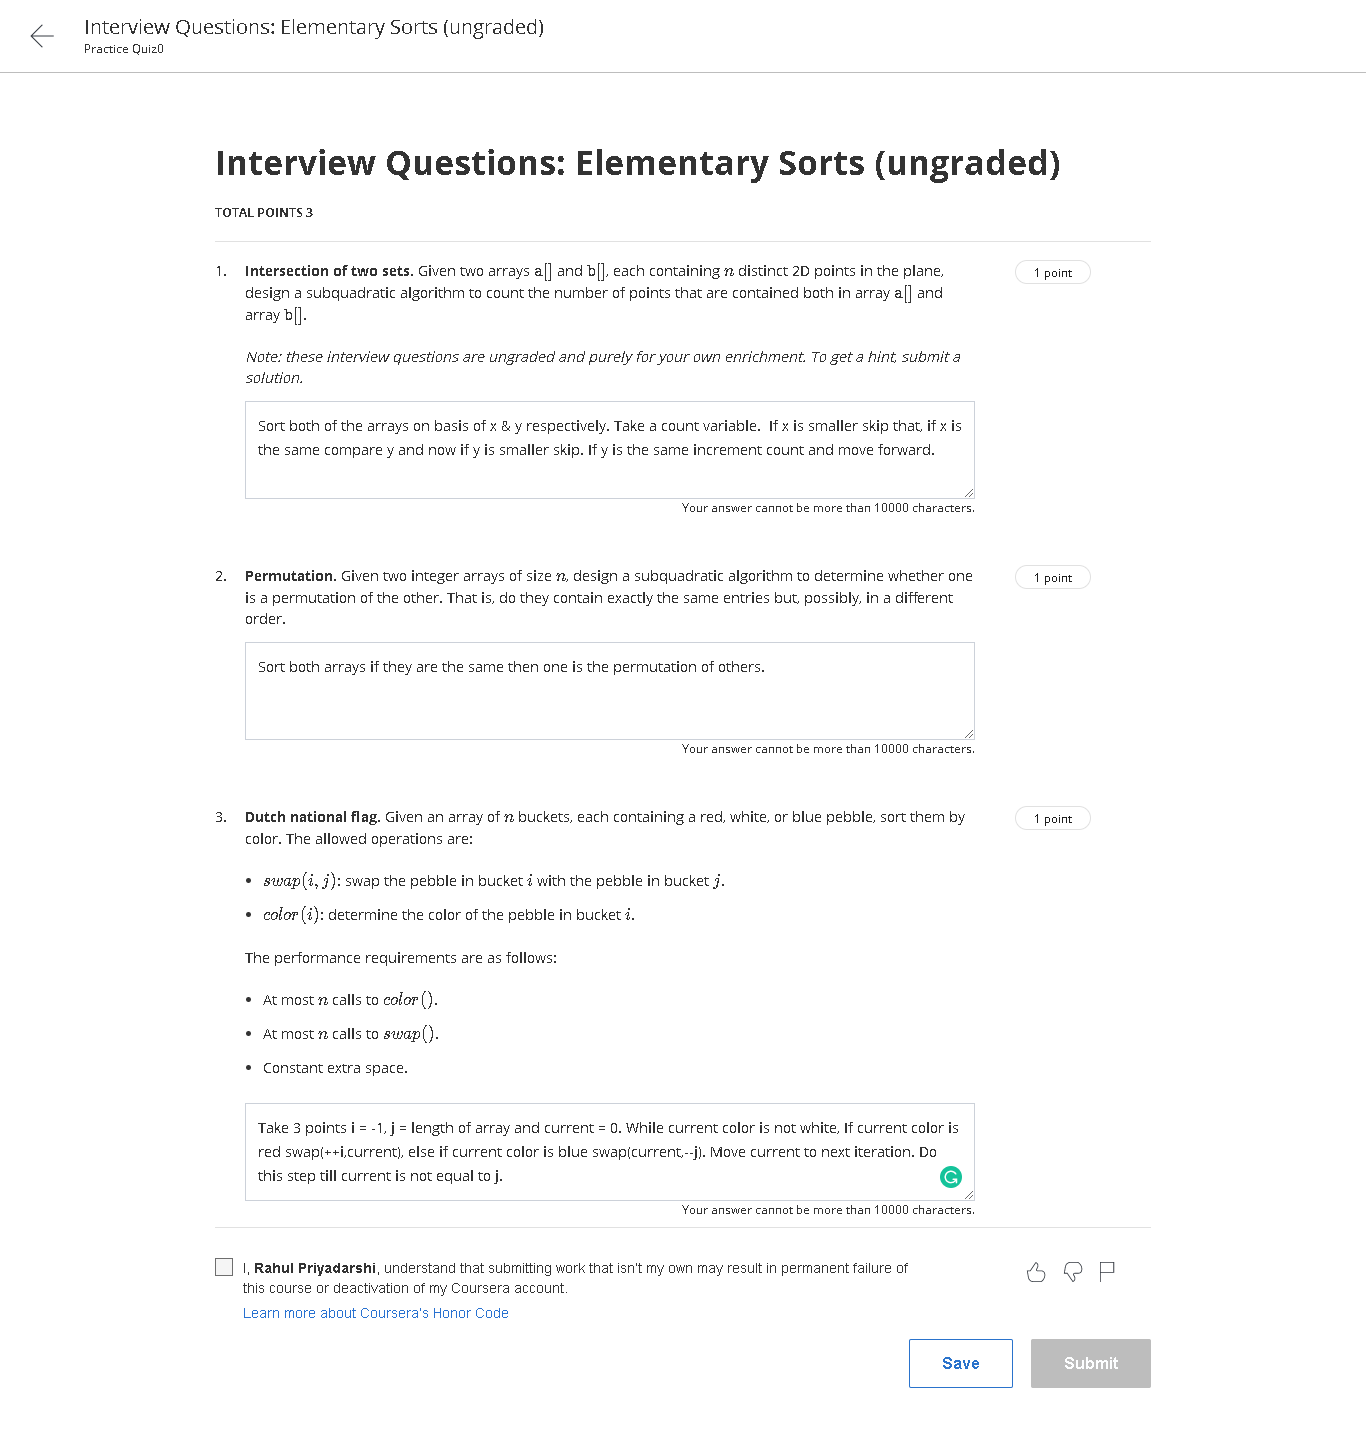 Interview Questions: Elementary Sorts (ungraded)
Practice Quiz0
Interview Questions: Elementary Sorts (ungraded)
TOTAL POINTS 3
1. Intersection of two sets. Given two arrays a[] and b[], each containing n distinct 2D points in the plane, 1 point
design a subquadratic algorithm to count the number of points that are contained both in array a[] and
array b[].
Note: these interview questions are ungraded and purely for your own enrichment. To get a hint, submit a
solution.
Sort both of the arrays on basis of x & y respectively. Take a count variable.  If x is smaller skip that, if x is
the same compare y and now if y is smaller skip. If y is the same increment count and move forward.
Your answer cannot be more than 10000 characters.
2. Permutation. Given two integer arrays of size n, design a subquadratic algorithm to determine whether one 1 point
is a permutation of the other. That is, do they contain exactly the same entries but, possibly, in a different
order.
Sort both arrays if they are the same then one is the permutation of others.
Your answer cannot be more than 10000 characters.
3. Dutch national flag. Given an array of n buckets, each containing a red, white, or blue pebble, sort them by 1 point
color. The allowed operations are:
• swap(i, j): swap the pebble in bucket i with the pebble in bucket j.
• color(i): determine the color of the pebble in bucket i.
The performance requirements are as follows:
• At most n calls to color().
• At most n calls to swap().
• Constant extra space.
Take 3 points i = -1, j = length of array and current = 0. While current color is not white, If current color is
red swap(++i,current), else if current color is blue swap(current,--j). Move current to next iteration. Do
this step till current is not equal to j.
Your answer cannot be more than 10000 characters.
I, Rahul Priyadarshi, understand that submitting work that isn't my own may result in permanent failure of
this course or deactivation of my Coursera account.
Learn more about Coursera's Honor Code
Save Submit